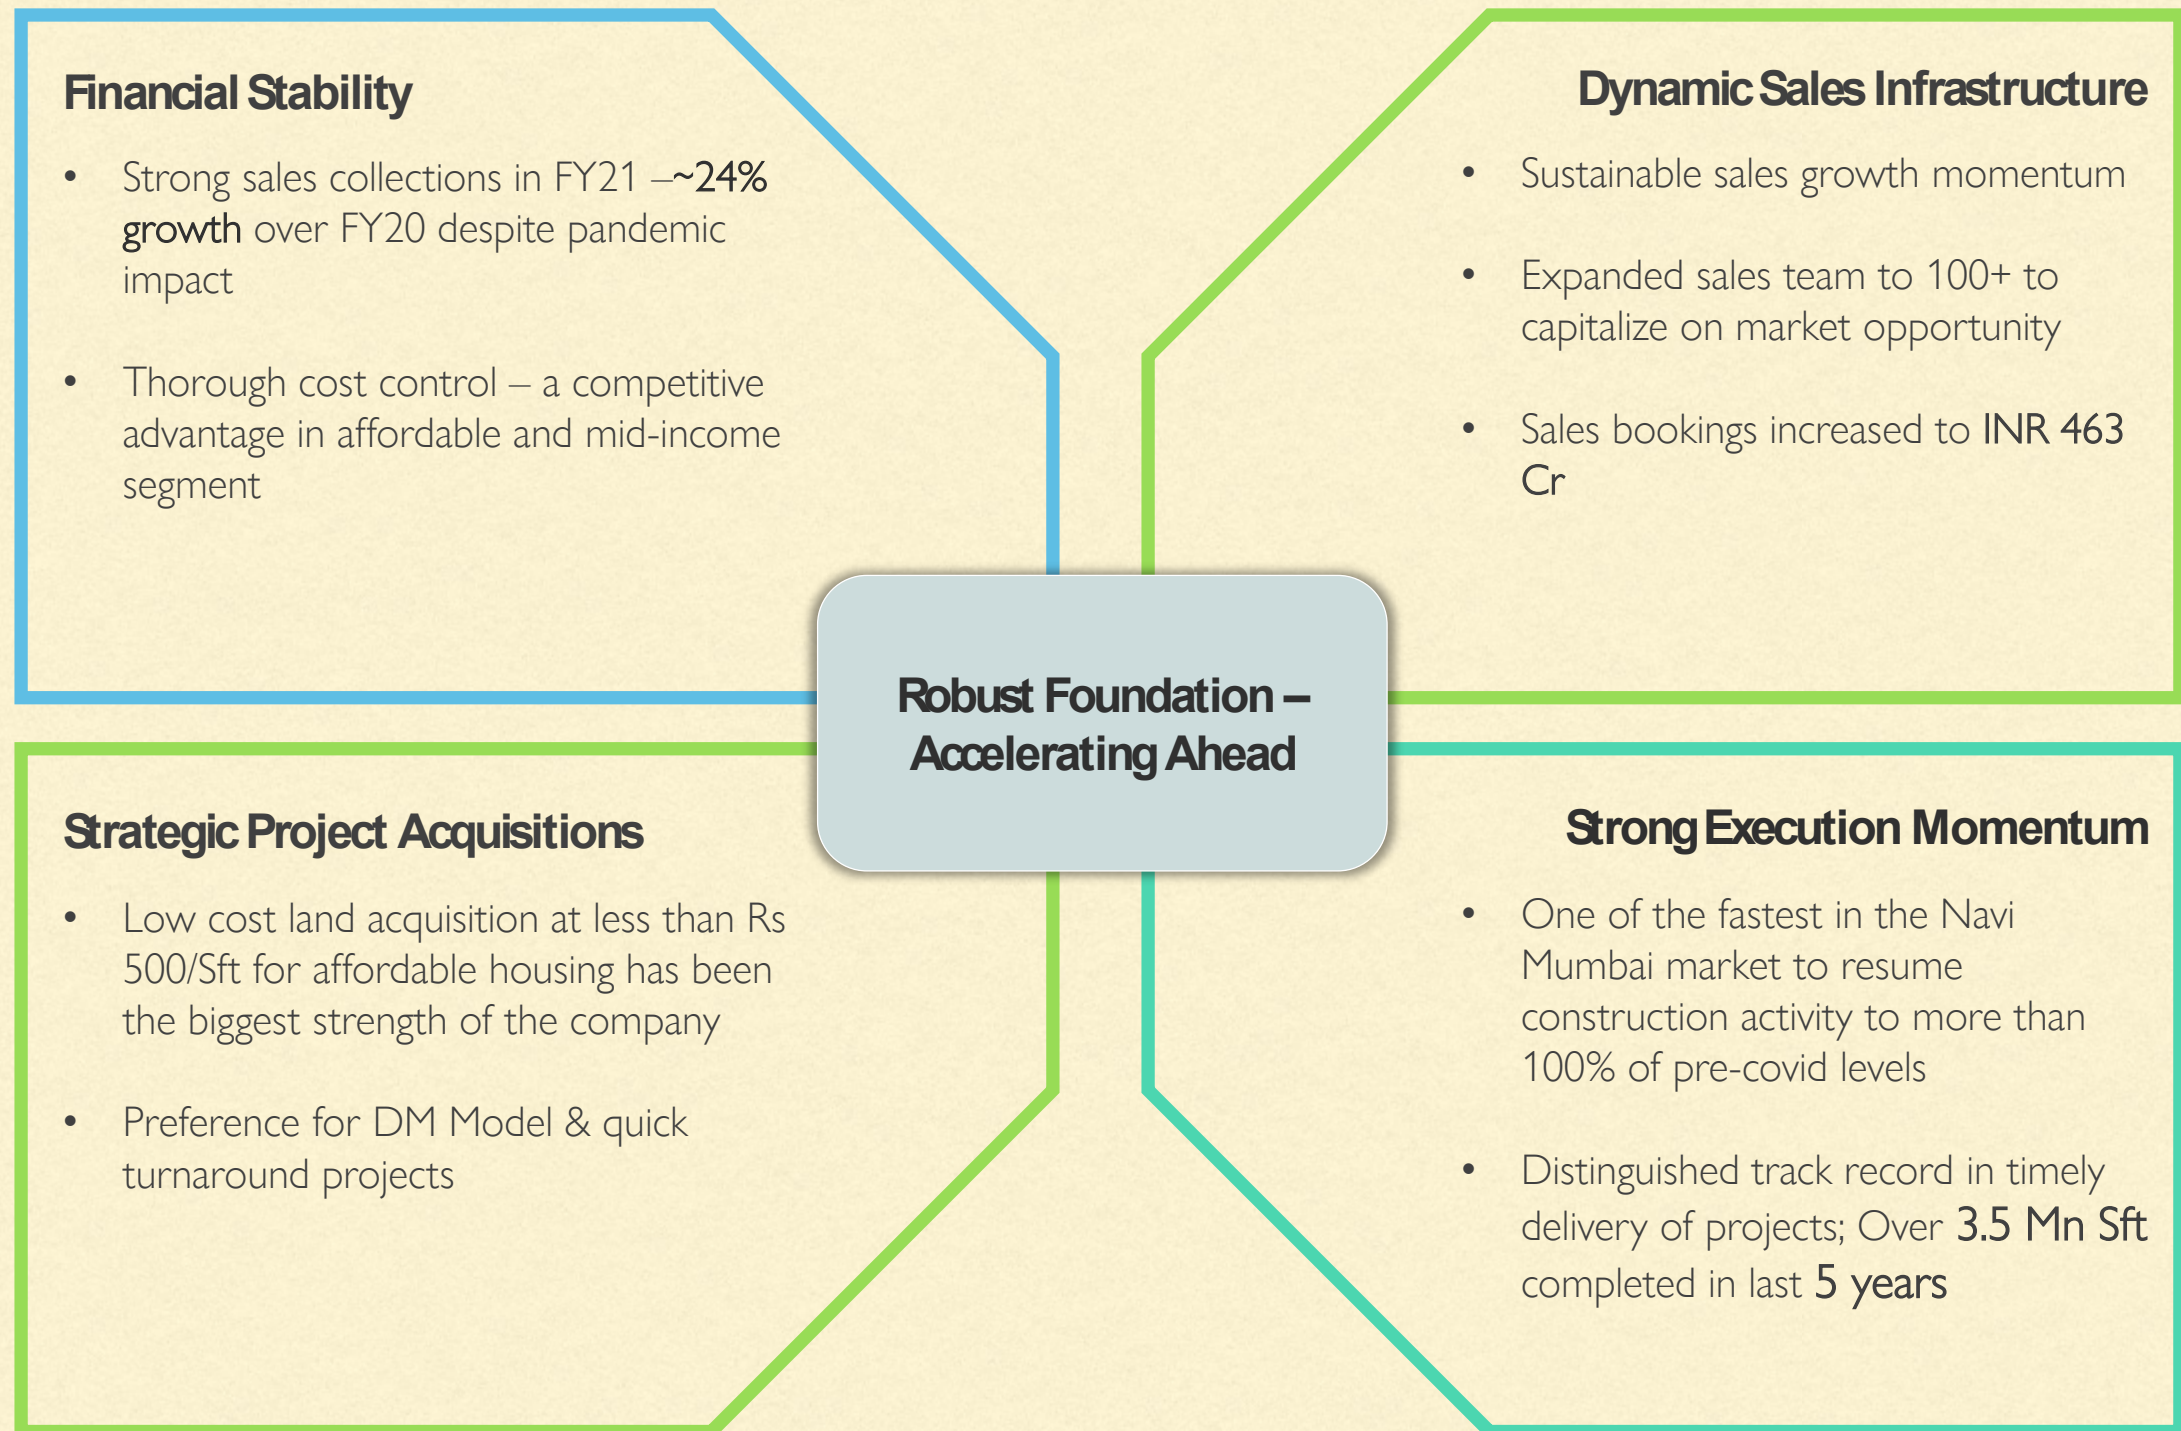 Financial Stability
• Strong sales collections in FY21 –~24%
growth over FY20 despite pandemic
impact
• Thorough cost control – a competitive
advantage in affordable and mid-income
segment
Dynamic Sales Infrastructure
• Sustainable sales growth momentum
• Expanded sales team to 100+ to
capitalize on market opportunity
• Sales bookings increased to INR 463
Cr
Robust Foundation –
Accelerating Ahead
Strategic Project Acquisitions
• Low cost land acquisition at less than Rs
500/Sft for affordable housing has been
the biggest strength of the company
• Preference for DM Model & quick
turnaround projects
Strong Execution Momentum
• One of the fastest in the Navi
Mumbai market to resume
construction activity to more than
100% of pre-covid levels
• Distinguished track record in timely
delivery of projects; Over 3.5 Mn Sft
completed in last 5 years